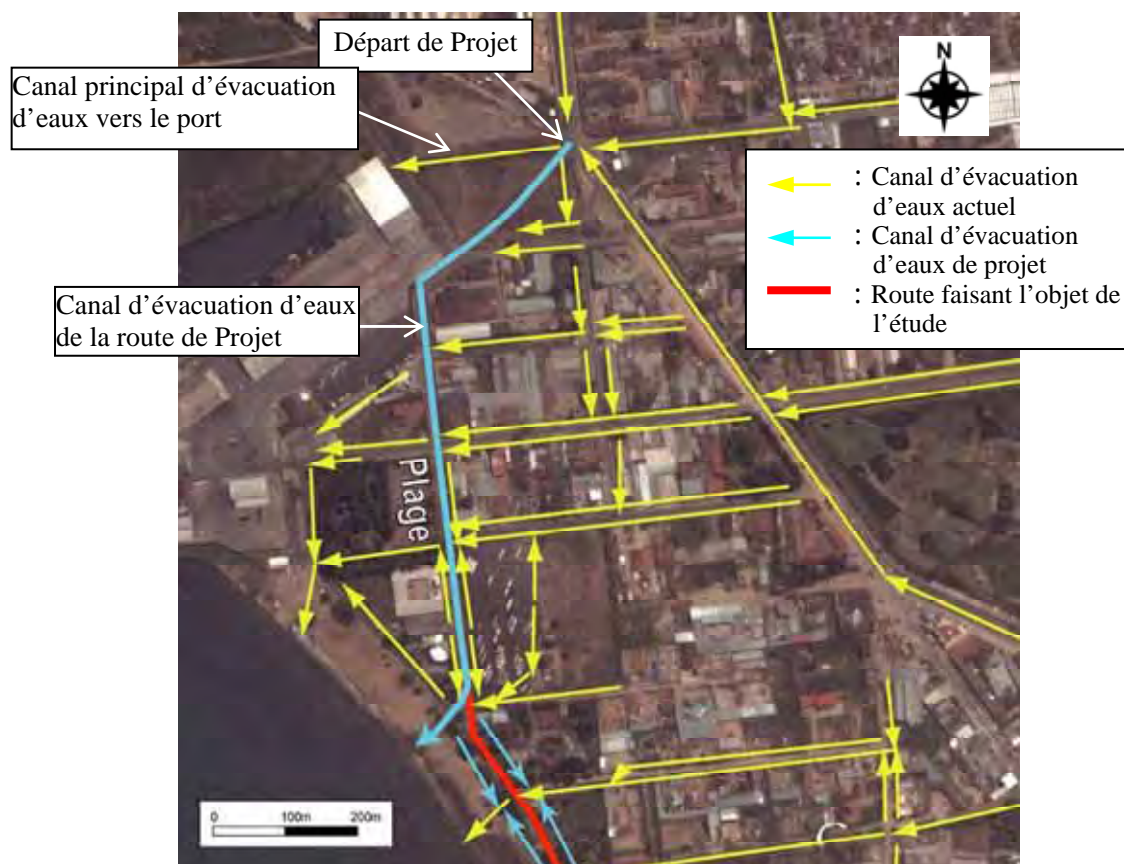 Départ de Projet
Canal principal d’évacuation
d’eaux vers le port
N
: Canal d’évacuation
d’eaux actuel
: Canal d’évacuation
d’eaux de projet
: Route faisant l’objet de
l’étude
Canal d’évacuation d’eaux
de la route de Projet
Plage
0 100m 200m
C